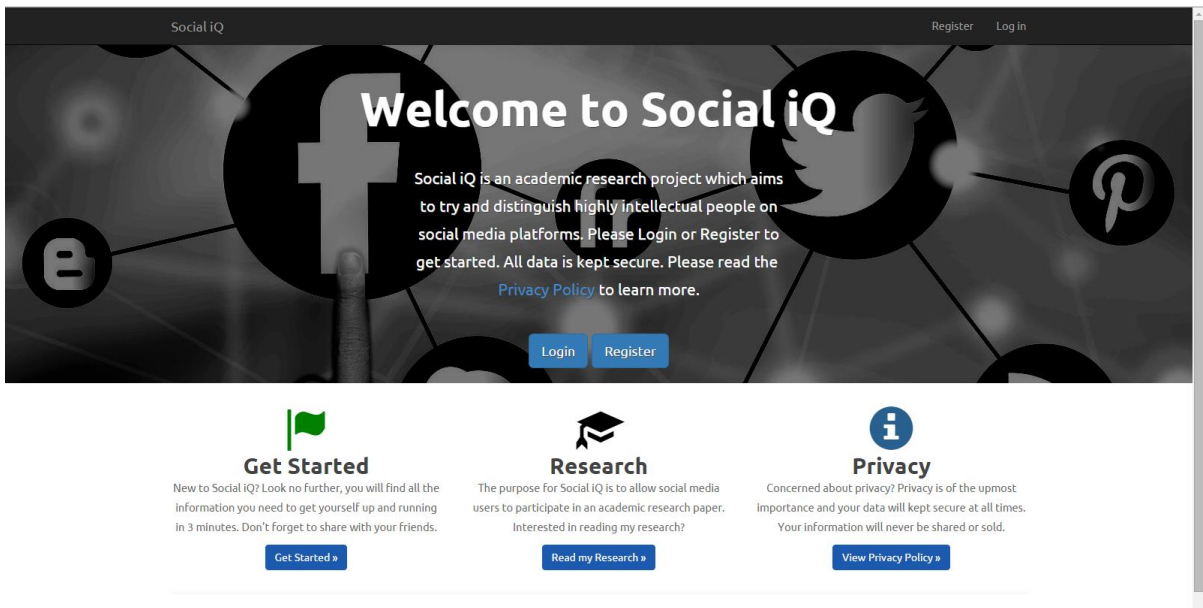 Social iQ
Register
Log in
Welcome to Social iQ
Social iQ is an academic research project which aims
to try and distinguish highly intellectual people on
social media platforms. Please Login or Register to
get started. All data is kept secure. Please read the
Privacy Policy to learn more.
Login
Register
Get Started
New to Social iQ? Look no further, you will find all the
information you need to get yourself up and running
in 3 minutes. Don't forget to share with your friends.
Get Started »
Research
The purpose for Social iQ is to allow social media
users to participate in an academic research paper.
Interested in reading my research?
Read my Research »
Privacy
Concerned about privacy? Privacy is of the upmost
importance and your data will kept secure at all times.
Your information will never be shared or sold.
View Privacy Policy »